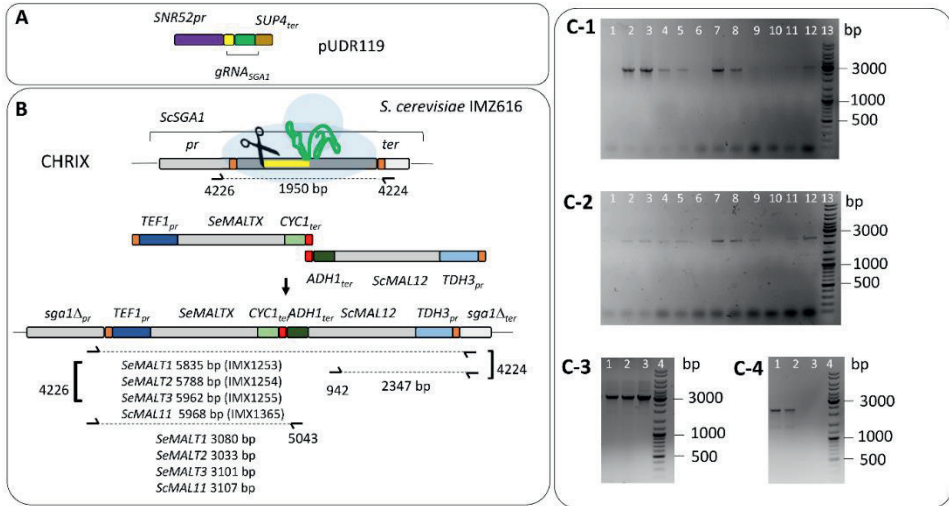 A
SNR52pr
SUP4ter
pUDR119
gRNASGA1
B
S. cerevisiae IMZ616
ScSGA1
pr
ter
CHRIX
4226
1950 bp
4224
TEF1pr
SeMALTX
CYC1ter
ADH1ter
ScMAL12
TDH3pr
sga1Δpr
TEF1pr
SeMALTX
CYC1ter
ADH1ter
ScMAL12
TDH3pr
sga1Δter
4226
SeMALT1 5835 bp (IMX1253)
SeMALT2 5788 bp (IMX1254)
SeMALT3 5962 bp (IMX1255)
ScMAL11 5968 bp (IMX1365)
942
2347 bp
4224
5043
SeMALT1 3080 bp
SeMALT2 3033 bp
SeMALT3 3101 bp
ScMAL11 3107 bp
C-1
1 2 3 4 5 6 7 8 9 10 11 12 13
bp
3000
1000
500
C-2
1 2 3 4 5 6 7 8 9 10 11 12 13
bp
3000
1000
500
C-3
1 2 3 4
bp
3000
1000
500
C-4
1 2 3 4
bp
3000
1000
500